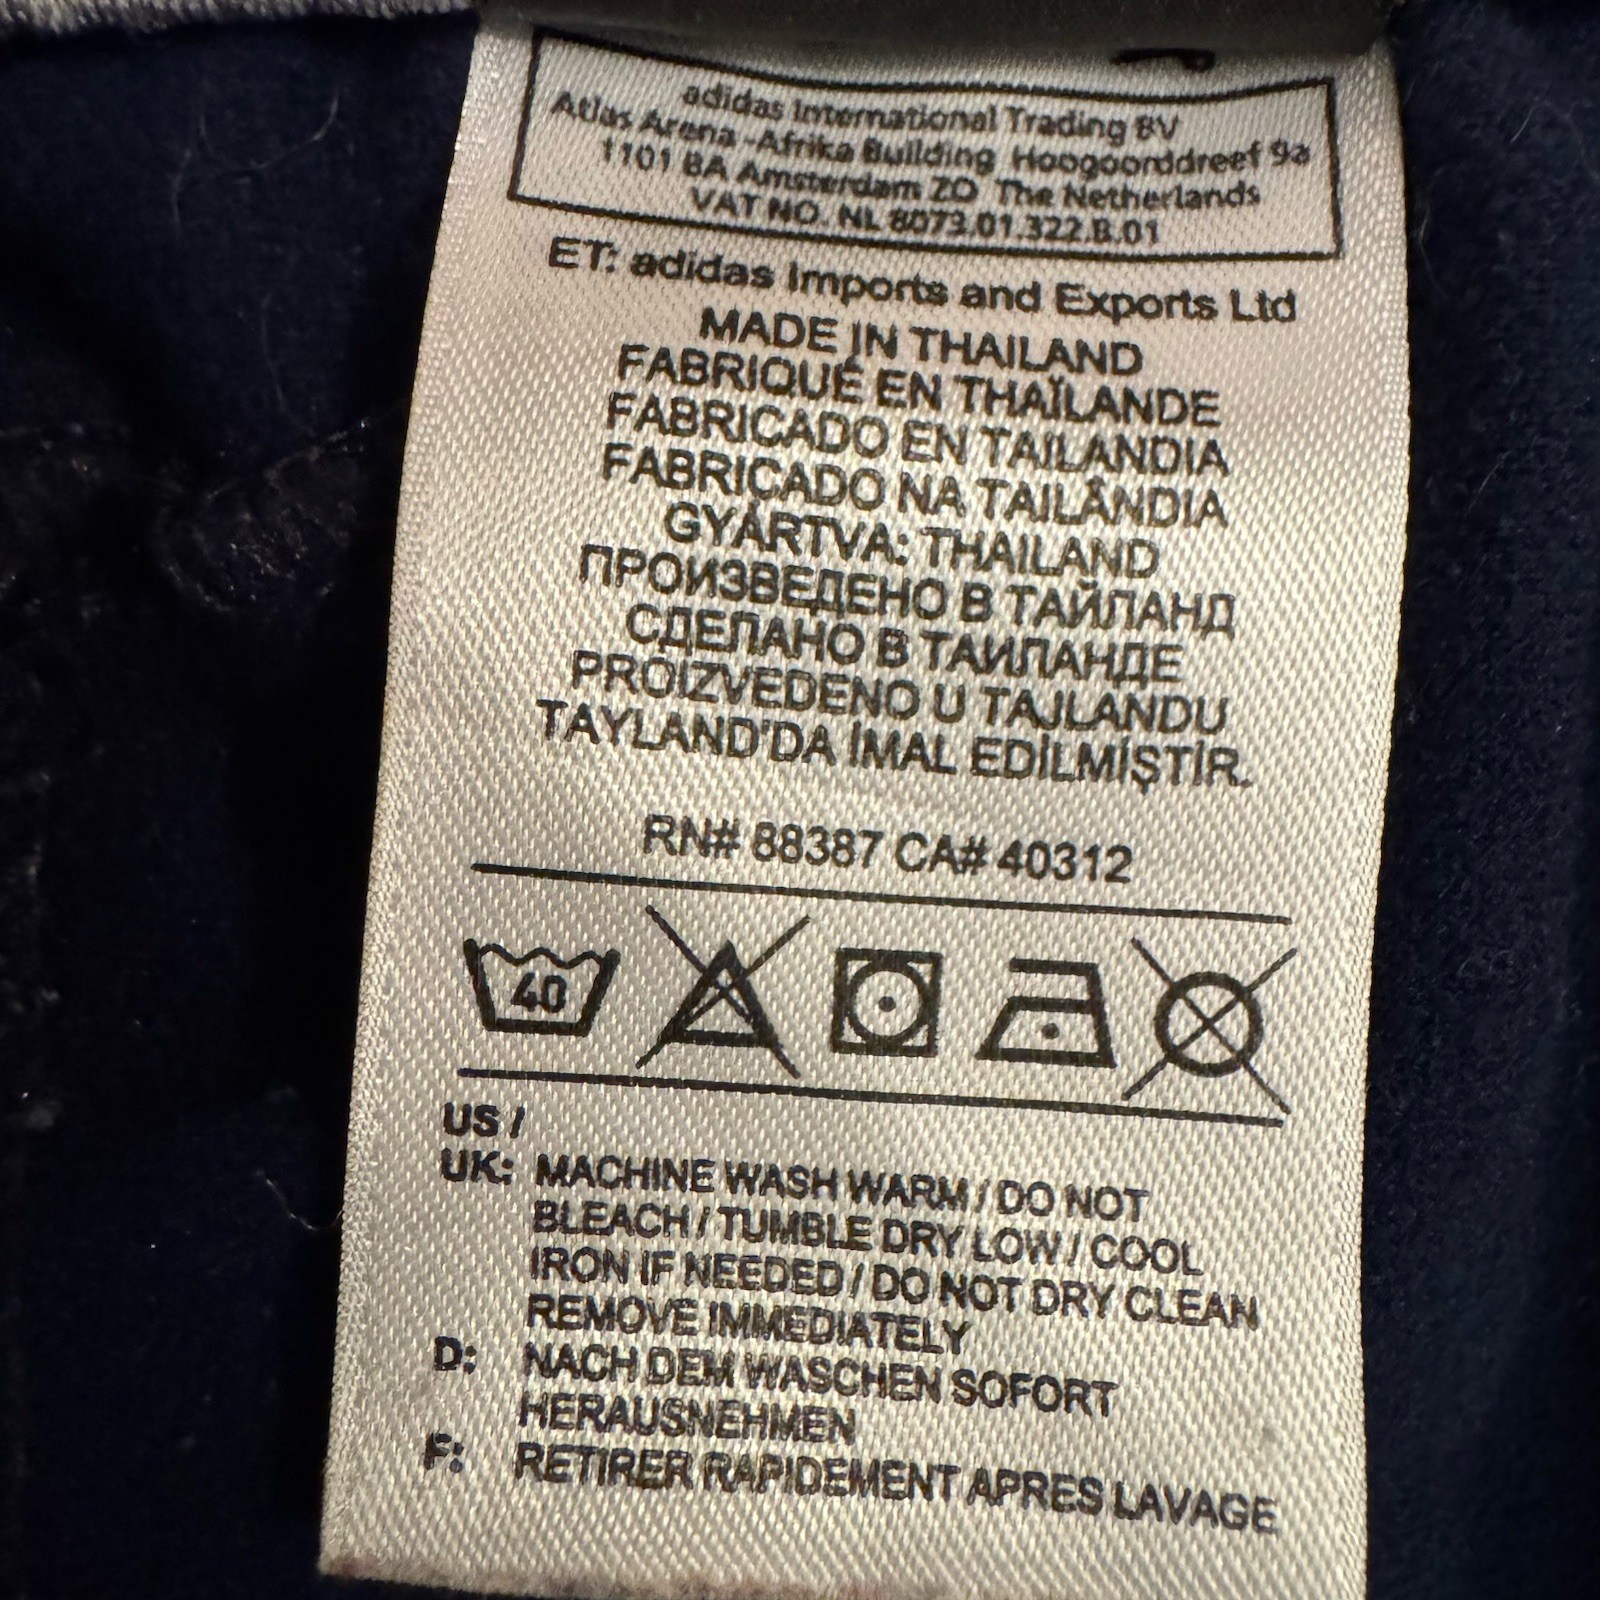 adidas International Trading BV
Atlas Arena -Afrika Building Hoogoorddreef 9a
1101 BA Amsterdam ZO The Netherlands
VAT NO. NL 8073.01.322.B.01
ET: adidas Imports and Exports Ltd
MADE IN THAILAND
FABRIQUÉ EN THAÏLANDE
FABRICADO EN TAILANDIA
FABRICADO NA TAILÂNDIA
GYÁRTVA: THAILAND
ПРОИЗВЕДЕНО В ТАЙЛАНД
СДЕЛАНО В ТАИЛАНДЕ
PROIZVEDENO U TAJLANDU
TAYLAND'DA İMAL EDİLMİŞTİR.
RN# 88387 CA# 40312
40
US /
UK: MACHINE WASH WARM / DO NOT
BLEACH / TUMBLE DRY LOW / COOL
IRON IF NEEDED / DO NOT DRY CLEAN
REMOVE IMMEDIATELY
D: NACH DEM WASCHEN SOFORT
HERAUSNEHMEN
F: RETIRER RAPIDEMENT APRES LAVAGE